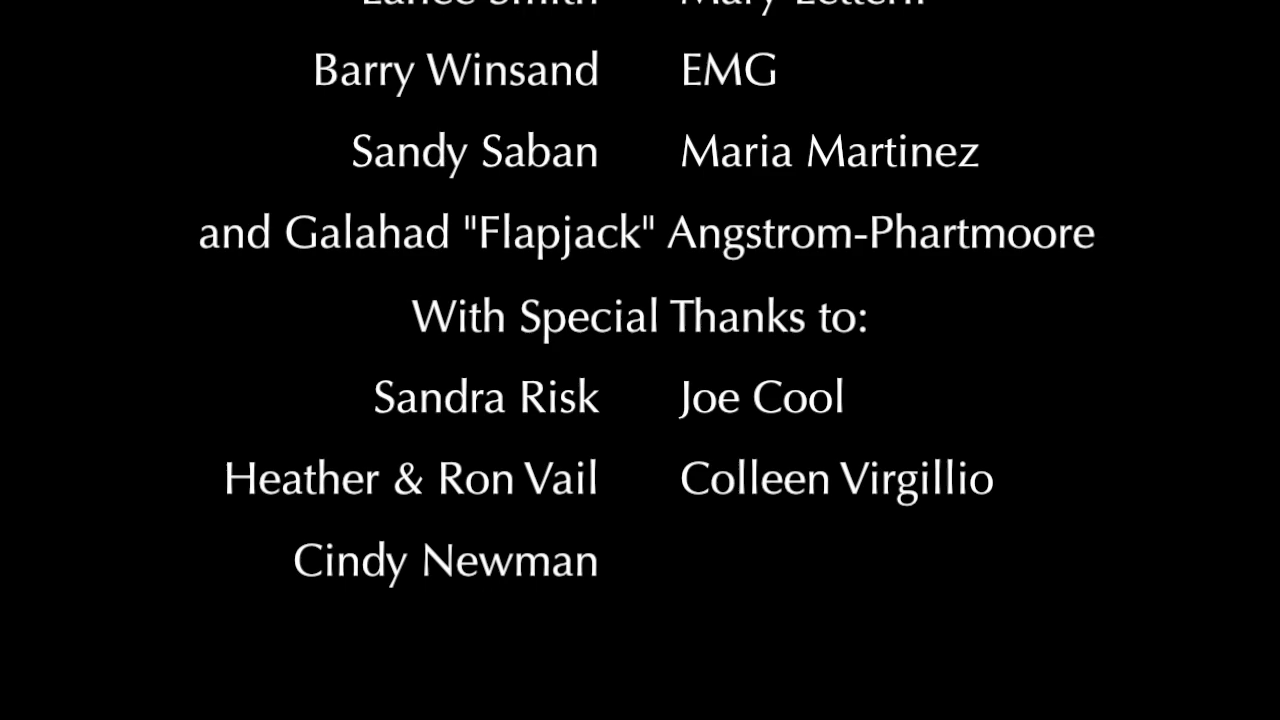 Barry Winsand EMG
Sandy Saban Maria Martinez
and Galahad "Flapjack" Angstrom-Phartmoore
With Special Thanks to:
Sandra Risk Joe Cool
Heather & Ron Vail Colleen Virgillio
Cindy Newman